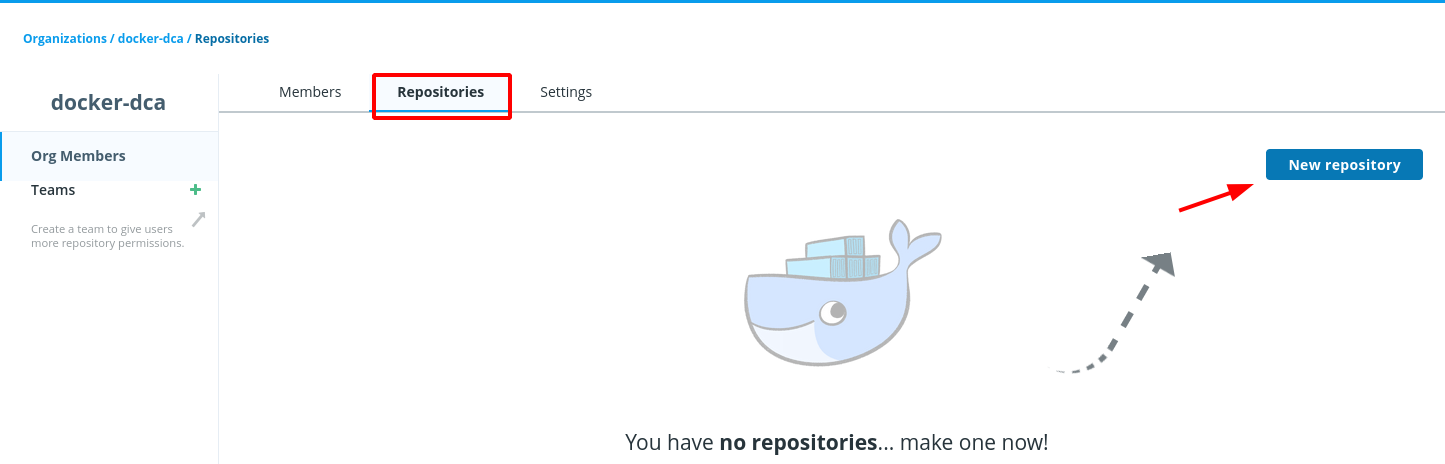 Organizations / docker-dca / Repositories
docker-dca
Members
Repositories
Settings
Org Members
Teams
Create a team to give users
more repository permissions.
New repository
You have no repositories... make one now!